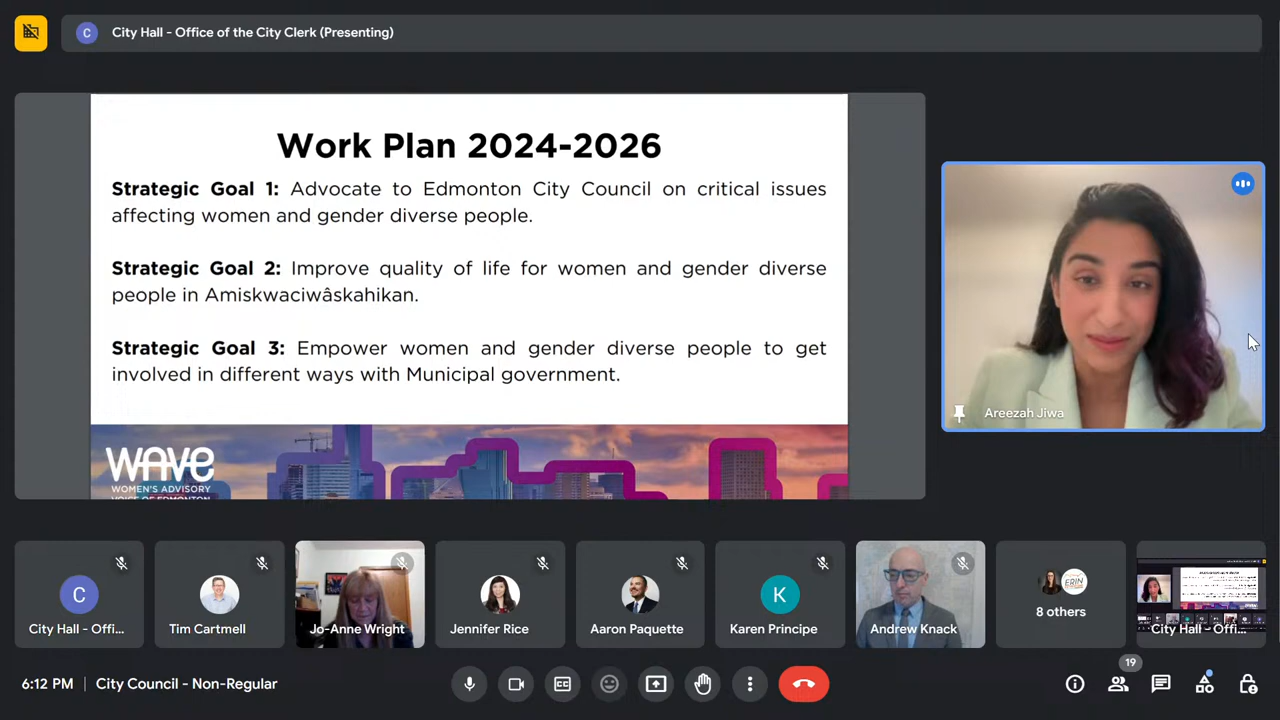 C City Hall - Office of the City Clerk (Presenting)
Work Plan 2024-2026
Strategic Goal 1: Advocate to Edmonton City Council on critical issues
affecting women and gender diverse people.
Strategic Goal 2: Improve quality of life for women and gender diverse
people in Amiskwaciwâskahikan.
Strategic Goal 3: Empower women and gender diverse people to get
involved in different ways with Municipal government.
WAVE
WOMEN'S ADVISORY
VOICE OF EDMONTON
Areezah Jiwa
C
City Hall - Offi...
Tim Cartmell
Jo-Anne Wright
Jennifer Rice
Aaron Paquette
K
Karen Principe
Andrew Knack
ERIN
8 others
City Hall - Offi...
6:12 PM | City Council - Non-Regular
19